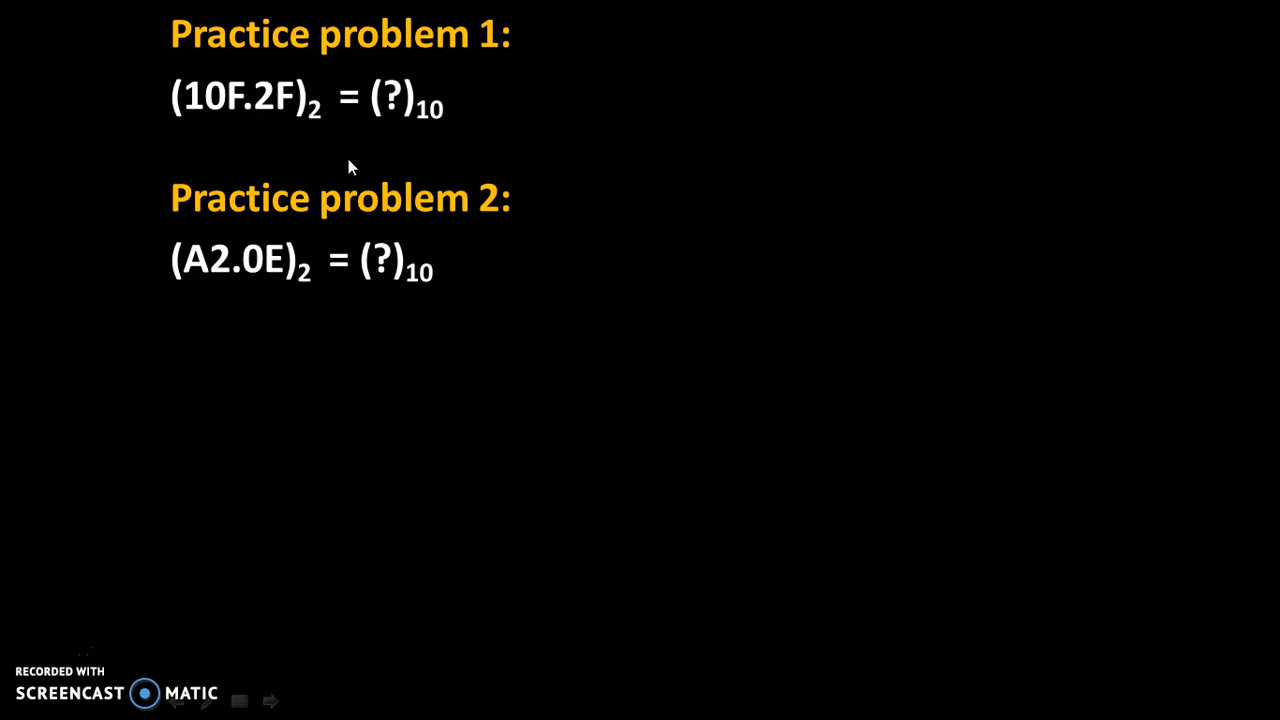 Practice problem 1:
(10F.2F)₂ = (?)₁₀
Practice problem 2:
(A2.0E)₂ = (?)₁₀
RECORDED WITH
SCREENCAST MATIC